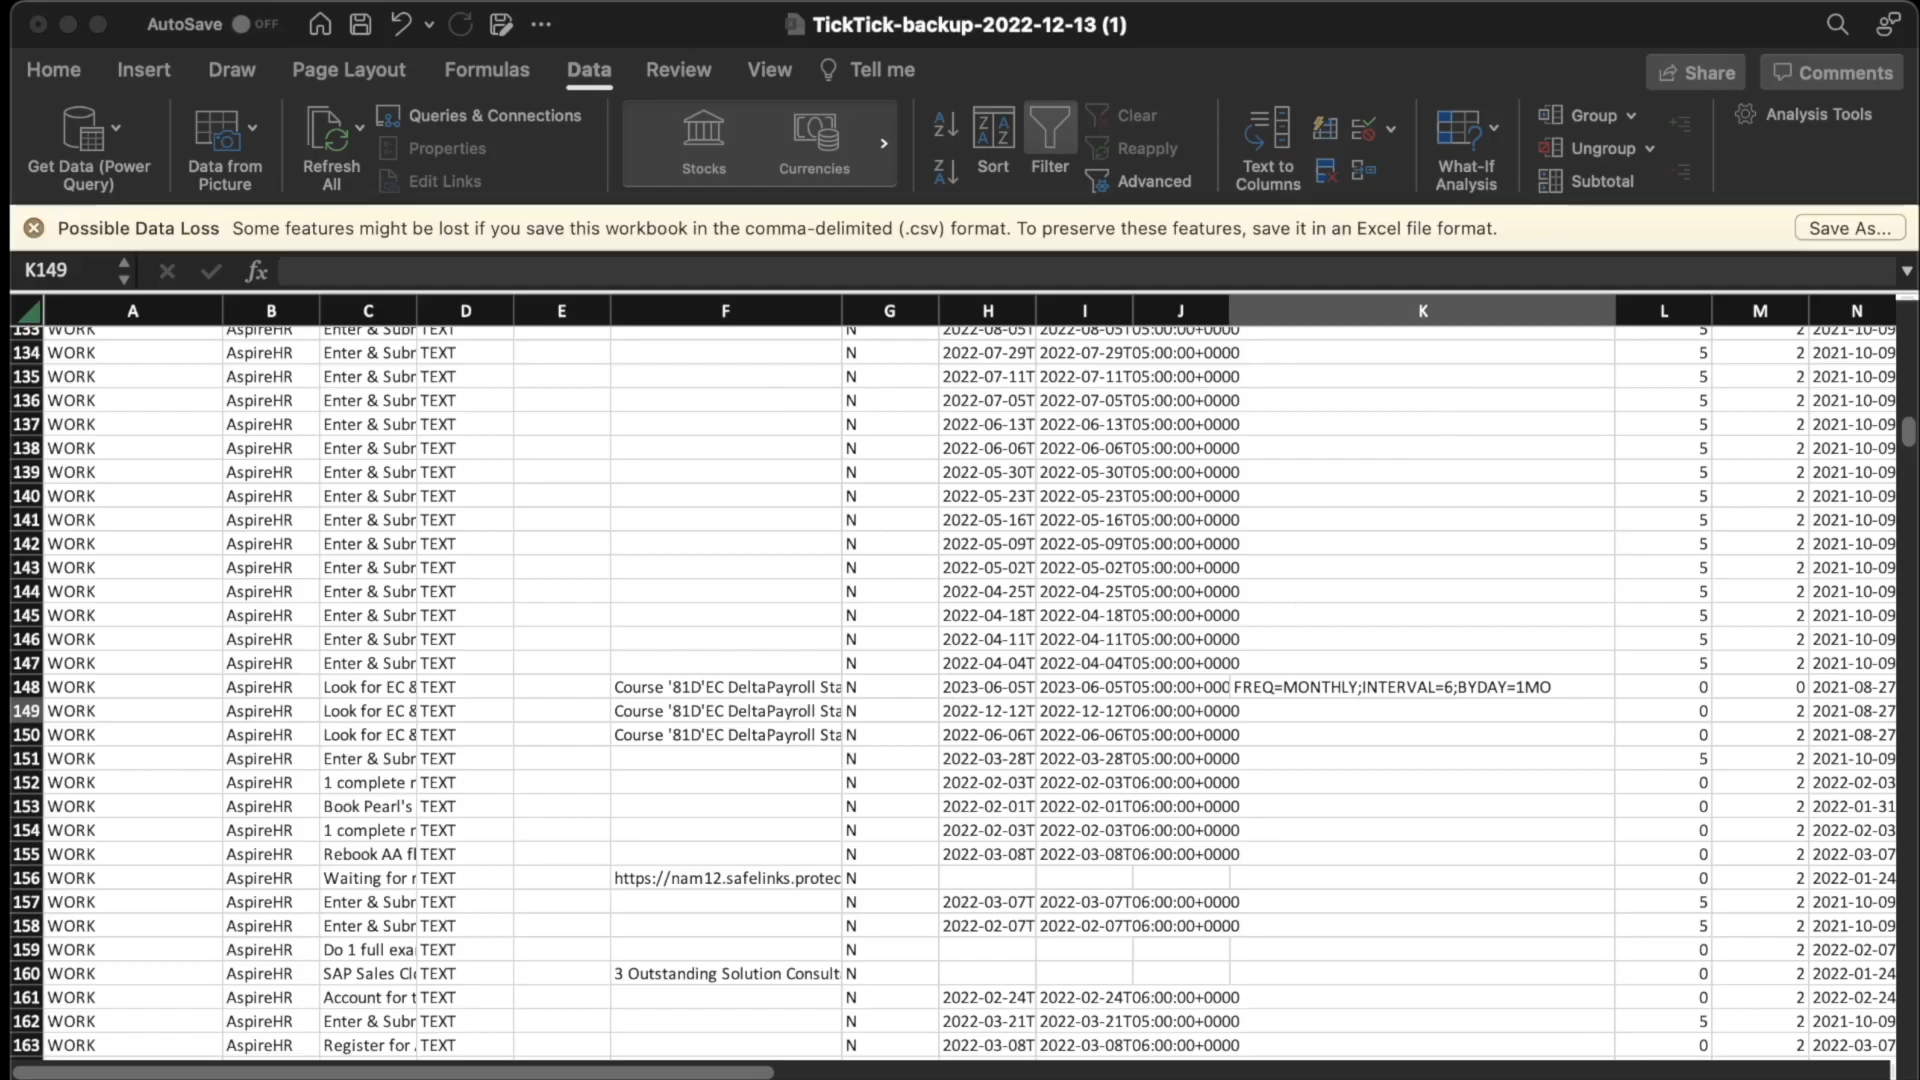 AutoSave OFF TickTick-backup-2022-12-13 (1)
Home Insert Draw Page Layout Formulas Data Review View Tell me Share Comments
Get Data (Power Query) Data from Picture Refresh All Queries & Connections Properties Edit Links Stocks Currencies Sort Filter Clear Reapply Advanced Text to Columns What-If Analysis Group Ungroup Subtotal Analysis Tools
Possible Data Loss Some features might be lost if you save this workbook in the comma-delimited (.csv) format. To preserve these features, save it in an Excel file format. Save As...
K149 fx
A B C D E F G H I J K L M N
133 WORK AspireHR Enter & Subr TEXT N 2022-08-05T 2022-08-05T05:00:00+0000 5 2 2021-10-09
134 WORK AspireHR Enter & Subr TEXT N 2022-07-29T 2022-07-29T05:00:00+0000 5 2 2021-10-09
135 WORK AspireHR Enter & Subr TEXT N 2022-07-11T 2022-07-11T05:00:00+0000 5 2 2021-10-09
136 WORK AspireHR Enter & Subr TEXT N 2022-07-05T 2022-07-05T05:00:00+0000 5 2 2021-10-09
137 WORK AspireHR Enter & Subr TEXT N 2022-06-13T 2022-06-13T05:00:00+0000 5 2 2021-10-09
138 WORK AspireHR Enter & Subr TEXT N 2022-06-06T 2022-06-06T05:00:00+0000 5 2 2021-10-09
139 WORK AspireHR Enter & Subr TEXT N 2022-05-30T 2022-05-30T05:00:00+0000 5 2 2021-10-09
140 WORK AspireHR Enter & Subr TEXT N 2022-05-23T 2022-05-23T05:00:00+0000 5 2 2021-10-09
141 WORK AspireHR Enter & Subr TEXT N 2022-05-16T 2022-05-16T05:00:00+0000 5 2 2021-10-09
142 WORK AspireHR Enter & Subr TEXT N 2022-05-09T 2022-05-09T05:00:00+0000 5 2 2021-10-09
143 WORK AspireHR Enter & Subr TEXT N 2022-05-02T 2022-05-02T05:00:00+0000 5 2 2021-10-09
144 WORK AspireHR Enter & Subr TEXT N 2022-04-25T 2022-04-25T05:00:00+0000 5 2 2021-10-09
145 WORK AspireHR Enter & Subr TEXT N 2022-04-18T 2022-04-18T05:00:00+0000 5 2 2021-10-09
146 WORK AspireHR Enter & Subr TEXT N 2022-04-11T 2022-04-11T05:00:00+0000 5 2 2021-10-09
147 WORK AspireHR Enter & Subr TEXT N 2022-04-04T 2022-04-04T05:00:00+0000 5 2 2021-10-09
148 WORK AspireHR Look for EC & TEXT Course '81D'EC DeltaPayroll Sta N 2023-06-05T 2023-06-05T05:00:00+000 FREQ=MONTHLY;INTERVAL=6;BYDAY=1MO 0 0 2021-08-27
149 WORK AspireHR Look for EC & TEXT Course '81D'EC DeltaPayroll Sta N 2022-12-12T 2022-12-12T06:00:00+0000 0 2 2021-08-27
150 WORK AspireHR Look for EC & TEXT Course '81D'EC DeltaPayroll Sta N 2022-06-06T 2022-06-06T05:00:00+0000 0 2 2021-08-27
151 WORK AspireHR Enter & Subr TEXT N 2022-03-28T 2022-03-28T05:00:00+0000 5 2 2021-10-09
152 WORK AspireHR 1 complete r TEXT N 2022-02-03T 2022-02-03T06:00:00+0000 0 2 2022-02-03
153 WORK AspireHR Book Pearl's TEXT N 2022-02-01T 2022-02-01T06:00:00+0000 0 2 2022-01-31
154 WORK AspireHR 1 complete r TEXT N 2022-02-03T 2022-02-03T06:00:00+0000 0 2 2022-02-03
155 WORK AspireHR Rebook AA fl TEXT N 2022-03-08T 2022-03-08T06:00:00+0000 0 2 2022-03-07
156 WORK AspireHR Waiting for r TEXT https://nam12.safelinks.protec N 0 2 2022-01-24
157 WORK AspireHR Enter & Subr TEXT N 2022-03-07T 2022-03-07T06:00:00+0000 5 2 2021-10-09
158 WORK AspireHR Enter & Subr TEXT N 2022-02-07T 2022-02-07T06:00:00+0000 5 2 2021-10-09
159 WORK AspireHR Do 1 full exa TEXT N 0 2 2022-02-07
160 WORK AspireHR SAP Sales Cl TEXT 3 Outstanding Solution Consult N 0 2 2022-01-24
161 WORK AspireHR Account for t TEXT N 2022-02-24T 2022-02-24T06:00:00+0000 0 2 2022-02-24
162 WORK AspireHR Enter & Subr TEXT N 2022-03-21T 2022-03-21T05:00:00+0000 5 2 2021-10-09
163 WORK AspireHR Register for . TEXT N 2022-03-08T 2022-03-08T06:00:00+0000 0 2 2022-03-07